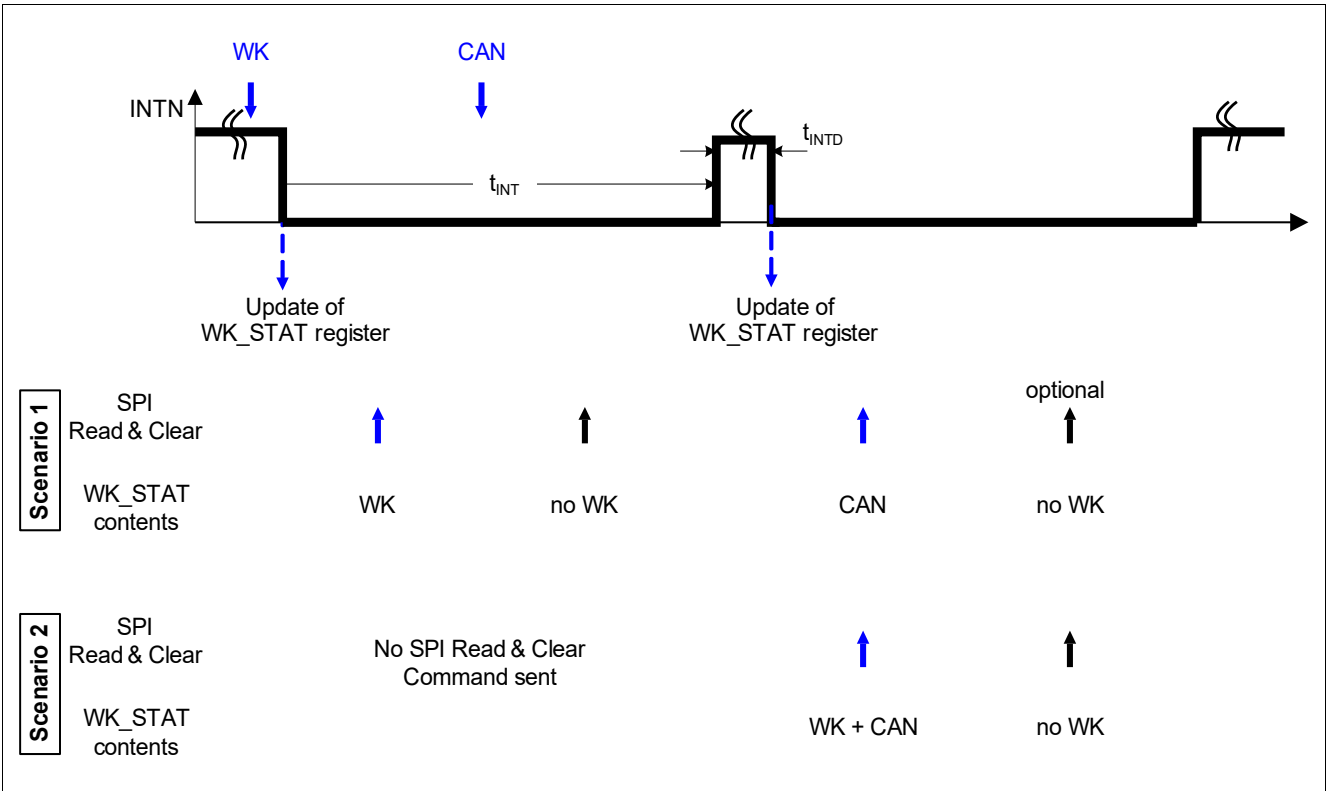 WK
CAN
INTN
tINTD
tINT
Update of
WK_STAT register
Update of
WK_STAT register
Scenario 1
SPI
Read & Clear
optional
WK_STAT
contents
WK
no WK
CAN
no WK
Scenario 2
SPI
Read & Clear
No SPI Read & Clear
Command sent
WK_STAT
contents
WK + CAN
no WK